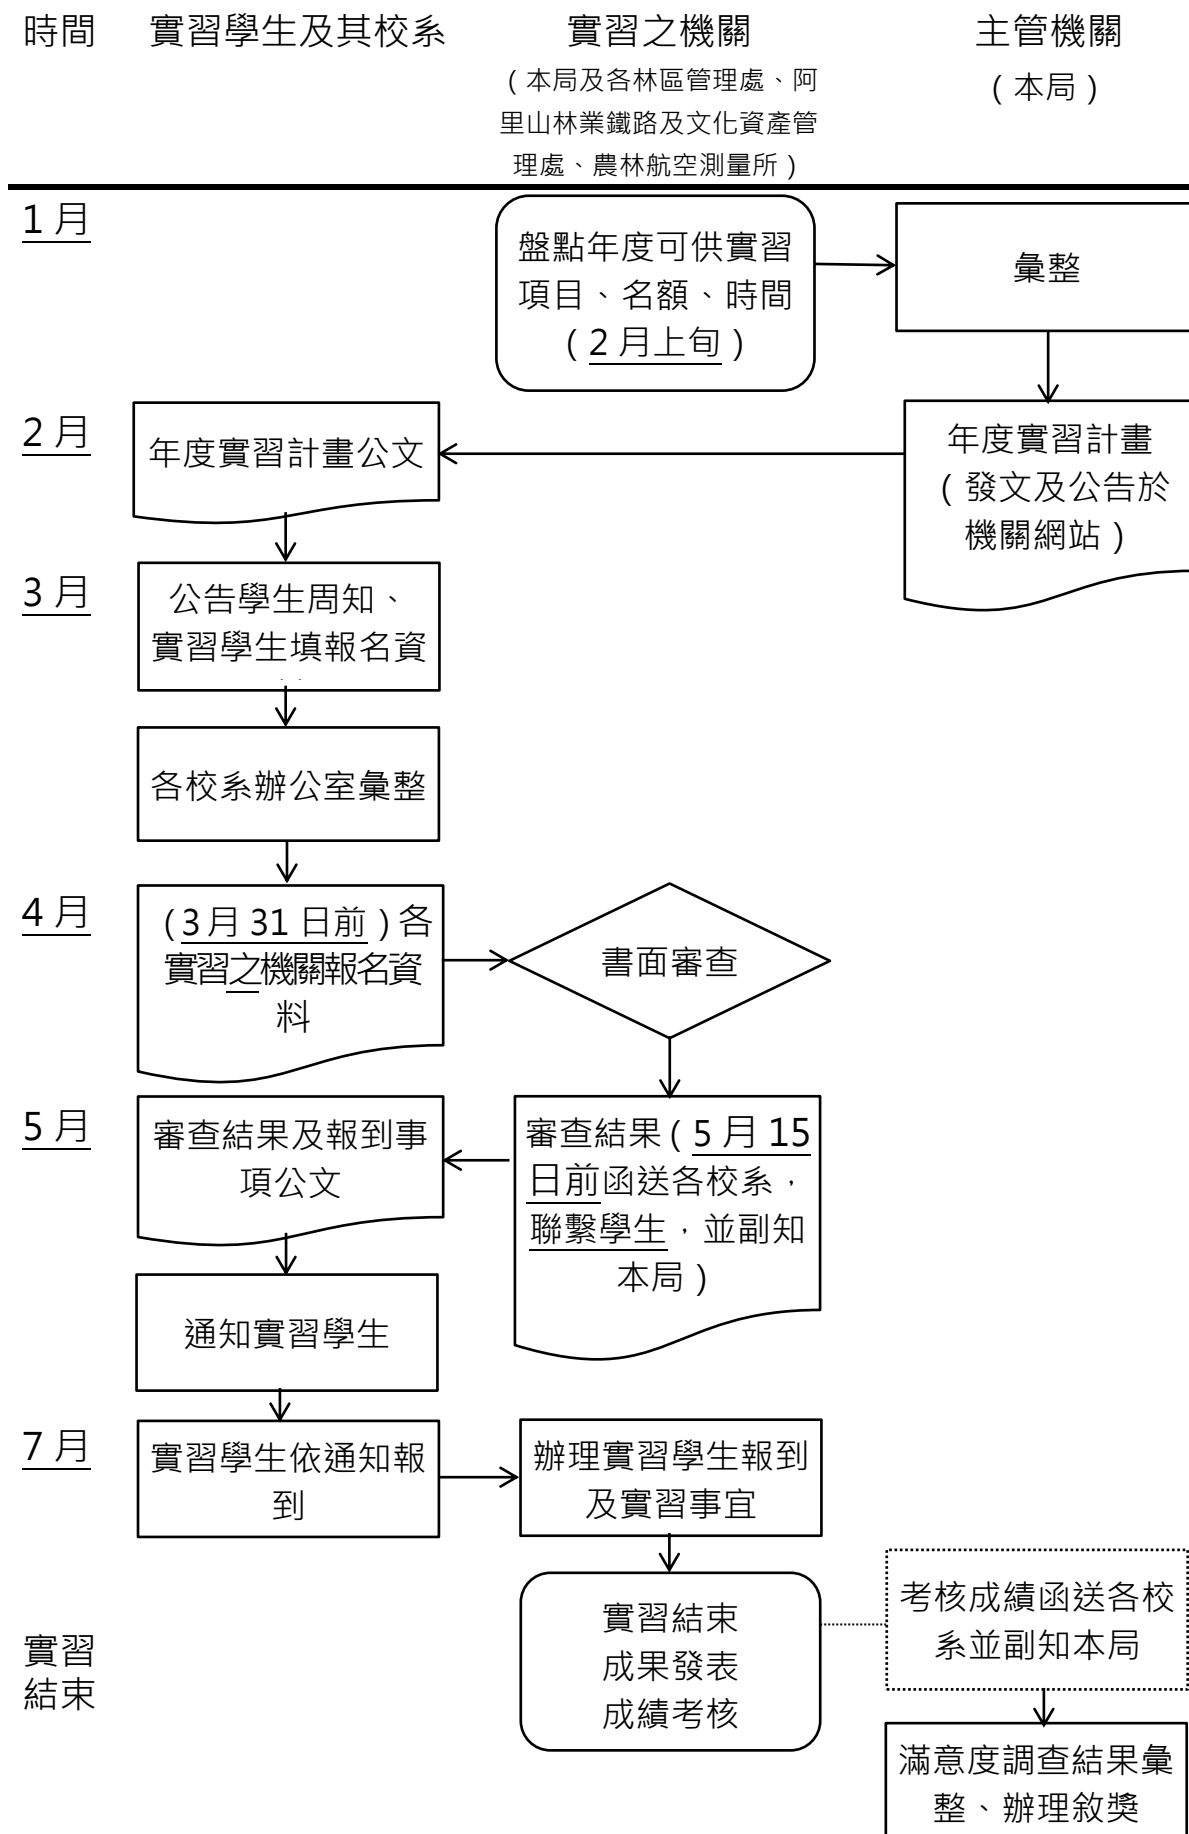 時間
實習學生及其校系
實習之機關
（本局及各林區管理處、阿
里山林業鐵路及文化資產管
理處、農林航空測量所）
主管機關
（本局）
1月
盤點年度可供實習
項目、名額、時間
（2月上旬）
彙整
2月
年度實習計畫公文
年度實習計畫
（發文及公告於
機關網站）
3月
公告學生周知、
實習學生填報名資
各校系辦公室彙整
4月
（3月31日前）各
實習之機關報名資
料
書面審查
5月
審查結果及報到事
項公文
審查結果（5月15
日前函送各校系，
聯繫學生，並副知
本局）
通知實習學生
7月
實習學生依通知報
到
辦理實習學生報到
及實習事宜
實習
結束
實習結束
成果發表
成績考核
考核成績函送各校
系並副知本局
滿意度調查結果彙
整、辦理敘獎